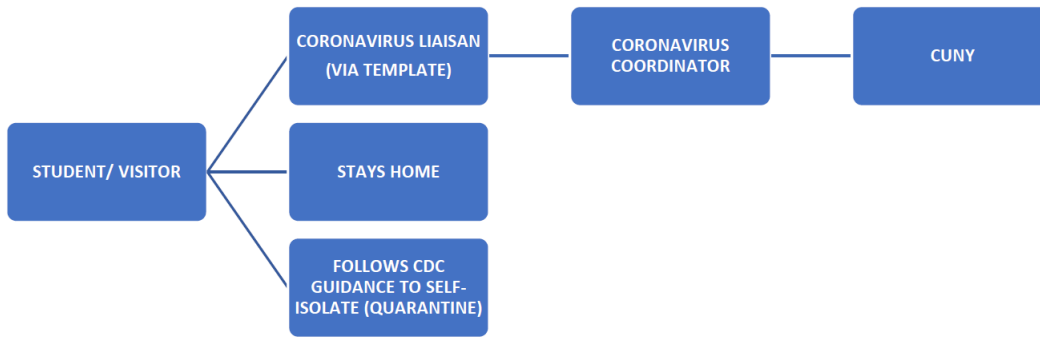 CORONAVIRUS LIAISAN
(VIA TEMPLATE)
CORONAVIRUS
COORDINATOR
CUNY
STUDENT/ VISITOR
STAYS HOME
FOLLOWS CDC
GUIDANCE TO SELF-
ISOLATE (QUARANTINE)